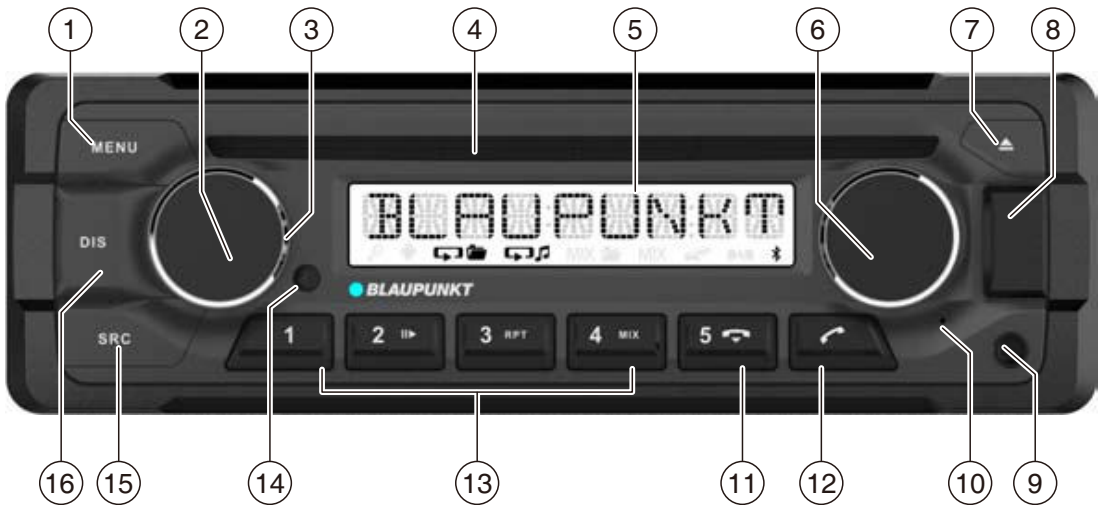 1 2 3 4 5 6 7 8
MENU
BLAUPUNKT
DIS
MIX MIX
BLAUPUNKT
SRC
1 2 3 RPT 4 MIX 5
16 15 14 13 11 12 10 9